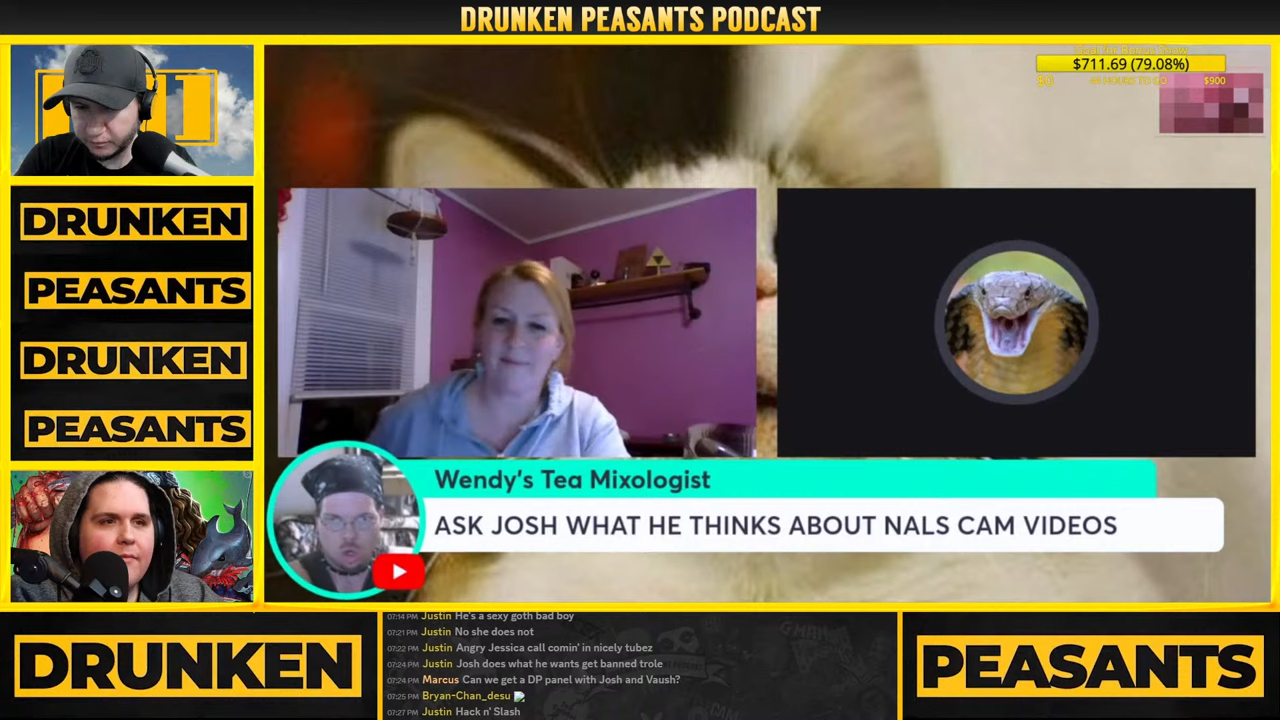 DRUNKEN PEASANTS PODCAST
$711.69 (79.08%)
$0
$900
DRUNKEN
PEASANTS
DRUNKEN
PEASANTS
Wendy's Tea Mixologist
ASK JOSH WHAT HE THINKS ABOUT NALS CAM VIDEOS
07:14 PM Justin He's a sexy goth bad boy
07:21 PM Justin No she does not
07:22 PM Justin Angry Jessica call comin' in nicely tubez
07:24 PM Justin Josh does what he wants get banned trole
07:24 PM Marcus Can we get a DP panel with Josh and Vaush?
07:25 PM Bryan-Chan_desu
07:27 PM Justin Hack n' Slash
DRUNKEN
PEASANTS